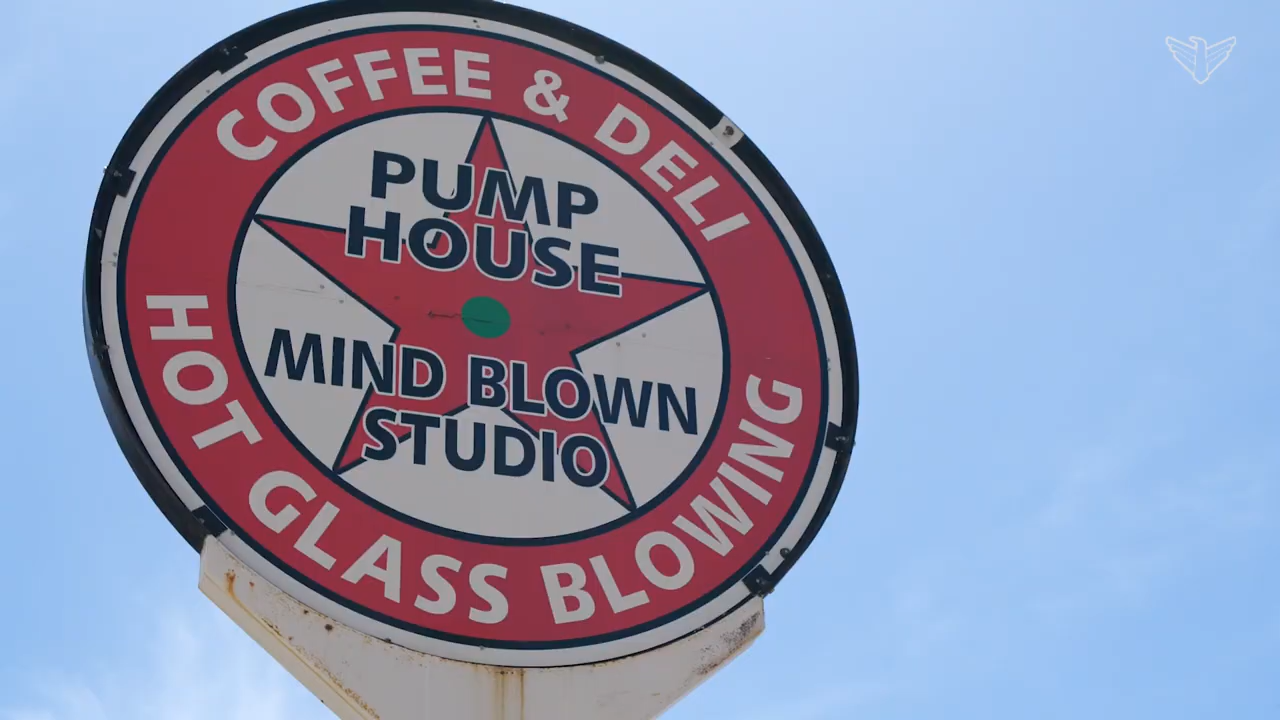 COFFEE & DELI
PUMP
HOUSE
MIND BLOWN
STUDIO
HOT GLASS BLOWING